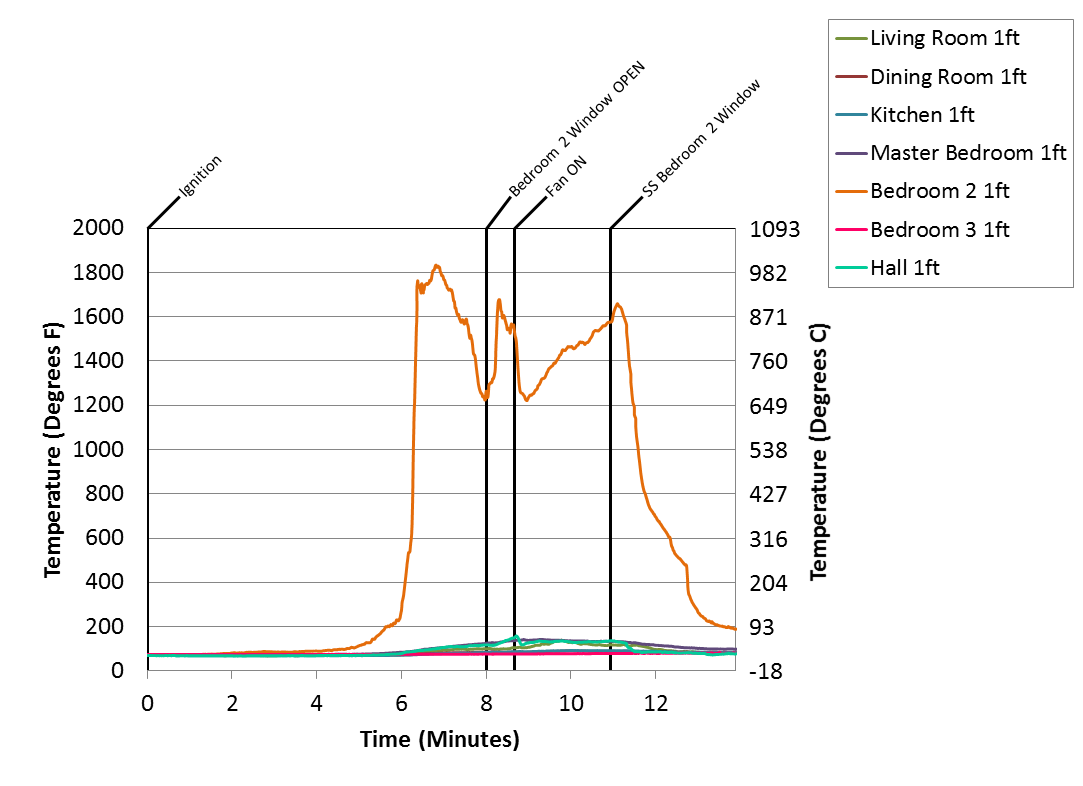 Living Room 1ft
Dining Room 1ft
Kitchen 1ft
Master Bedroom 1ft
Bedroom 2 1ft
Bedroom 3 1ft
Hall 1ft
Ignition
Bedroom 2 Window OPEN
Fan ON
SS Bedroom 2 Window
Temperature (Degrees F)
2000
1800
1600
1400
1200
1000
800
600
400
200
0
1093
982
871
760
649
538
427
316
204
93
-18
Temperature (Degrees C)
0 2 4 6 8 10 12
Time (Minutes)